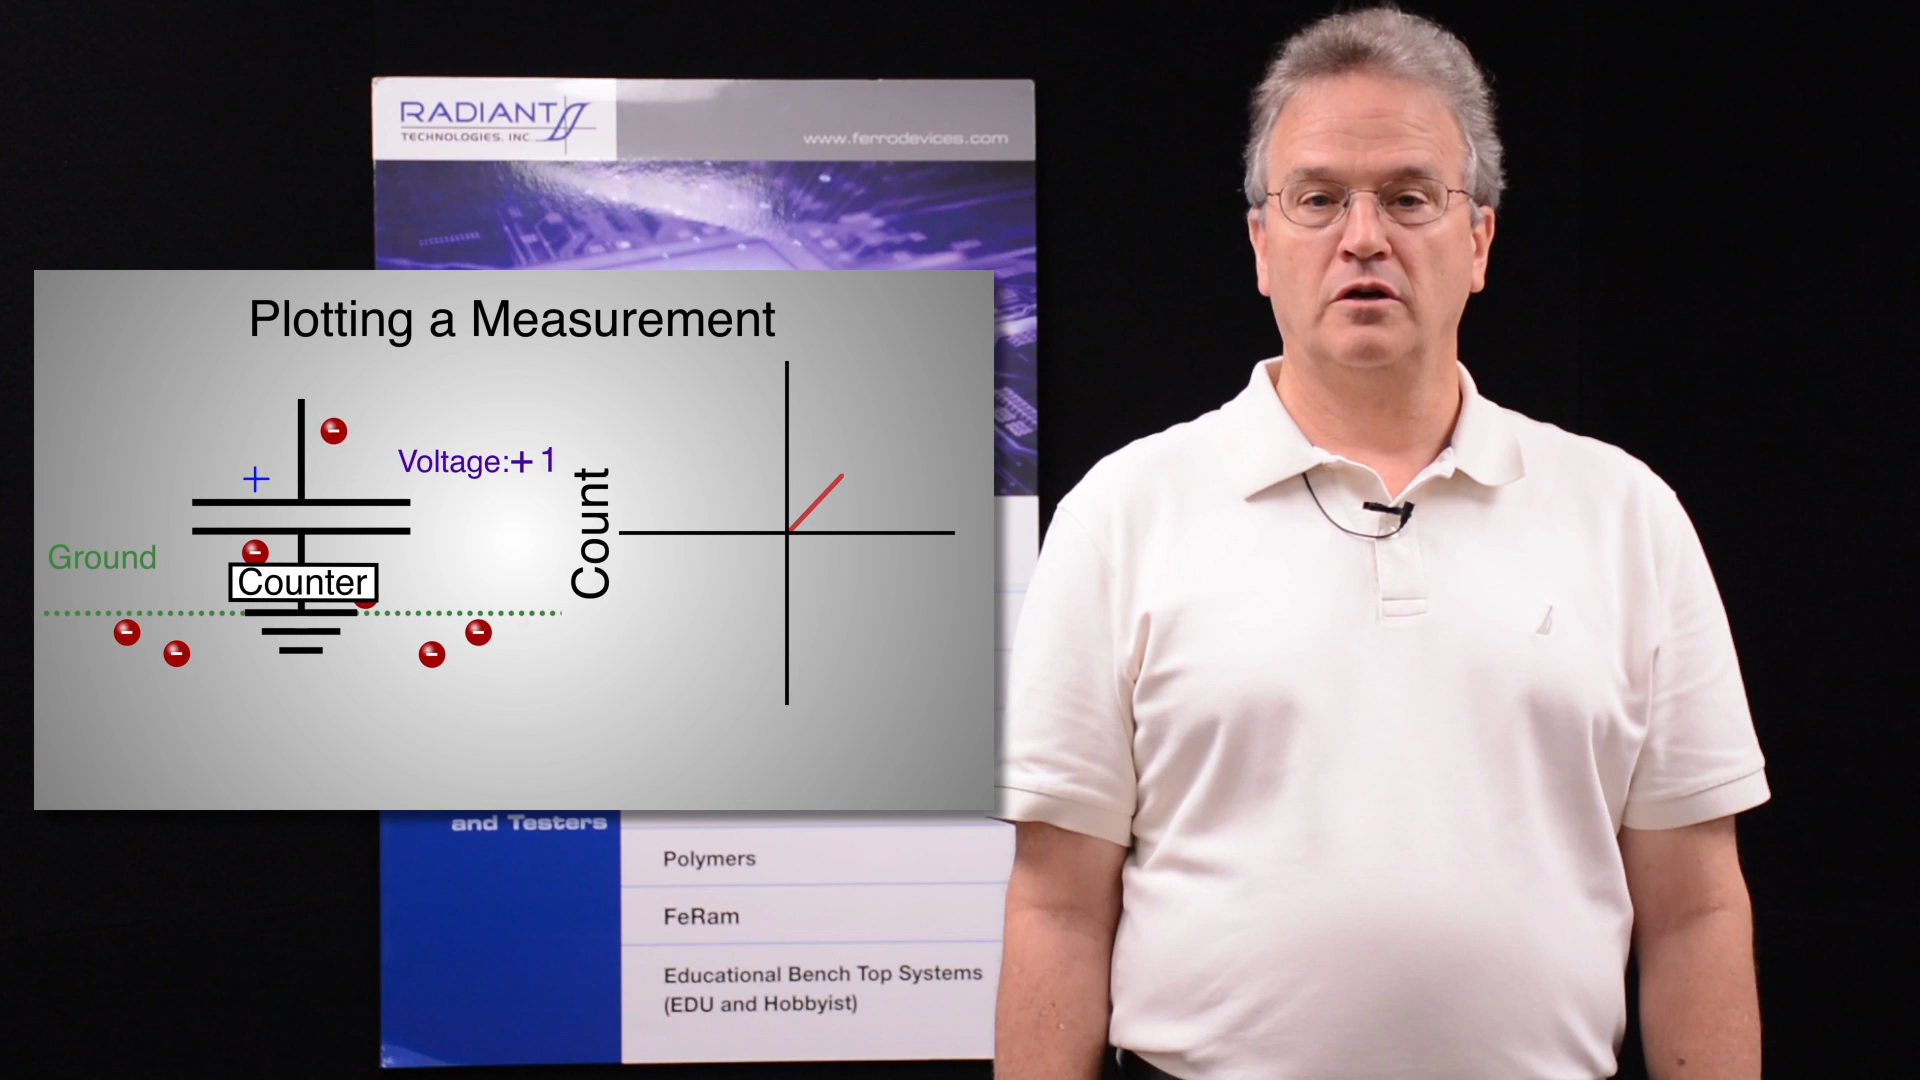 RADIANT
TECHNOLOGIES, INC.
www.ferrodevices.com
Plotting a Measurement
Voltage:+ 1
+
Count
Ground
Counter
and Testers
Polymers
FeRam
Educational Bench Top Systems
(EDU and Hobbyist)